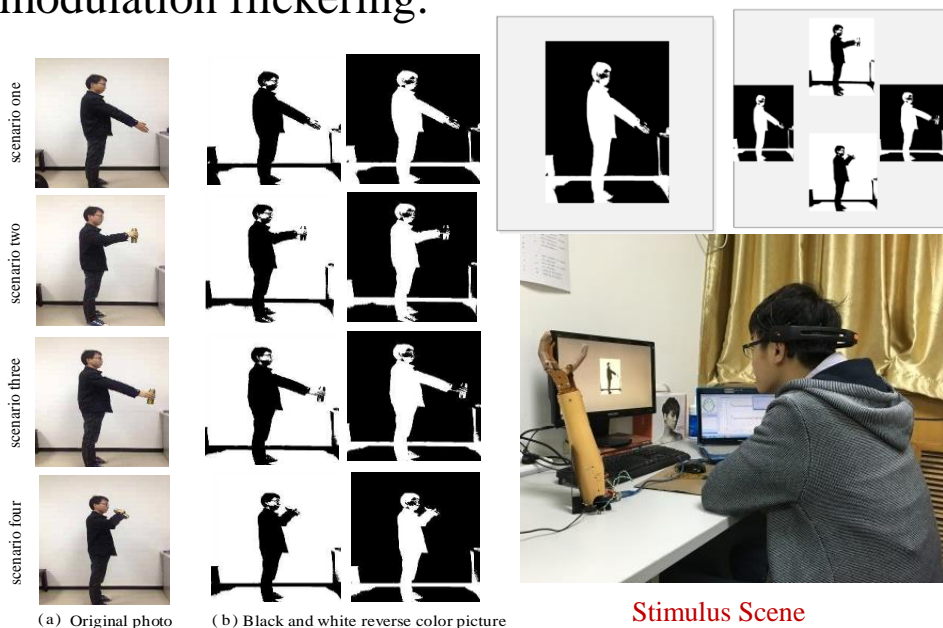 modulation flickering.
scenario one
scenario two
scenario three
scenario four
(a) Original photo
(b) Black and white reverse color picture
Stimulus Scene